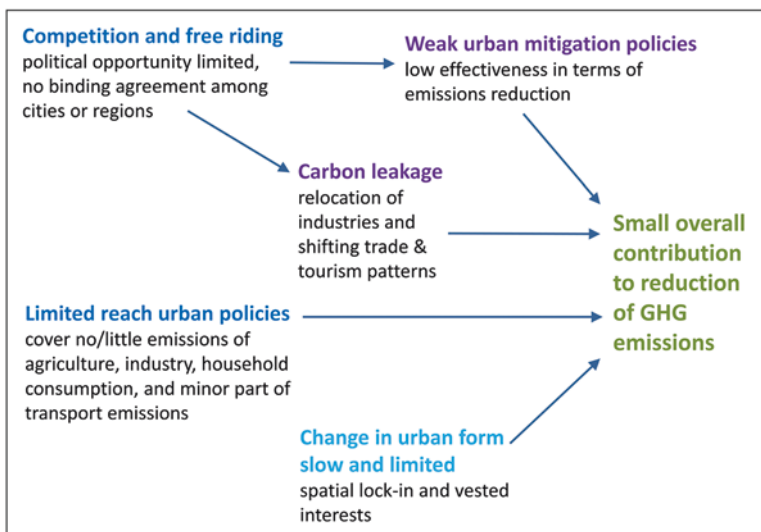 Competition and free riding
political opportunity limited,
no binding agreement among
cities or regions
Weak urban mitigation policies
low effectiveness in terms of
emissions reduction
Carbon leakage
relocation of
industries and
shifting trade &
tourism patterns
Small overall
contribution
to reduction
of GHG
emissions
Limited reach urban policies
cover no/little emissions of
agriculture, industry, household
consumption, and minor part of
transport emissions
Change in urban form
slow and limited
spatial lock-in and vested
interests